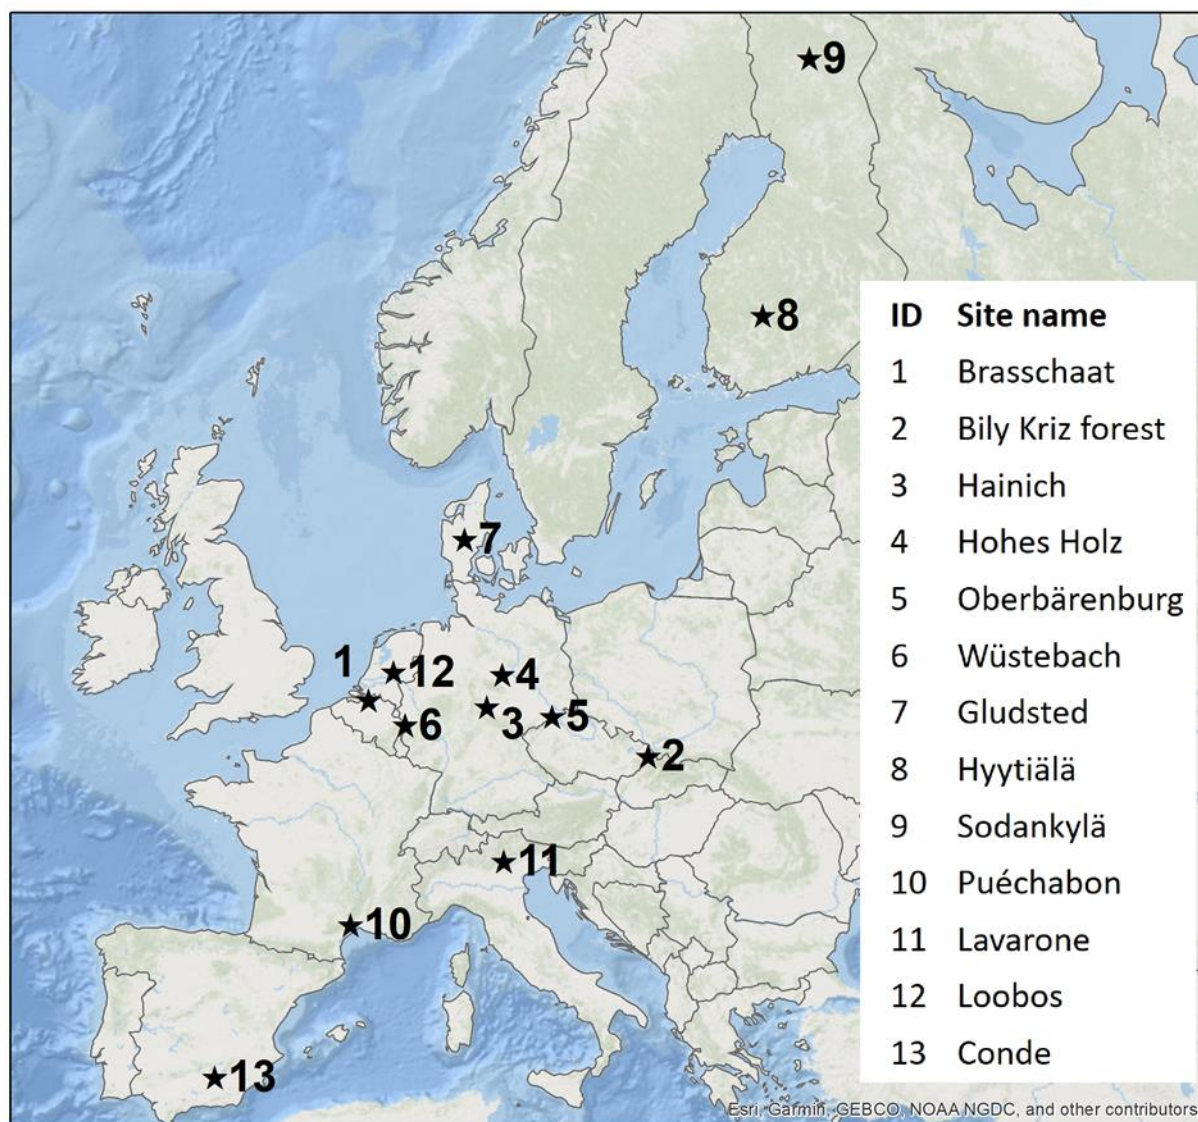 9
8
7
1
12
4
3
5
6
2
11
10
13
ID Site name
1 Brasschaat
2 Bily Kriz forest
3 Hainich
4 Hohes Holz
5 Oberbärenburg
6 Wüstebach
7 Gludsted
8 Hyytiälä
9 Sodankylä
10 Puéchabon
11 Lavarone
12 Loobos
13 Conde
Esri, Garmin, GEBCO, NOAA NGDC, and other contributors